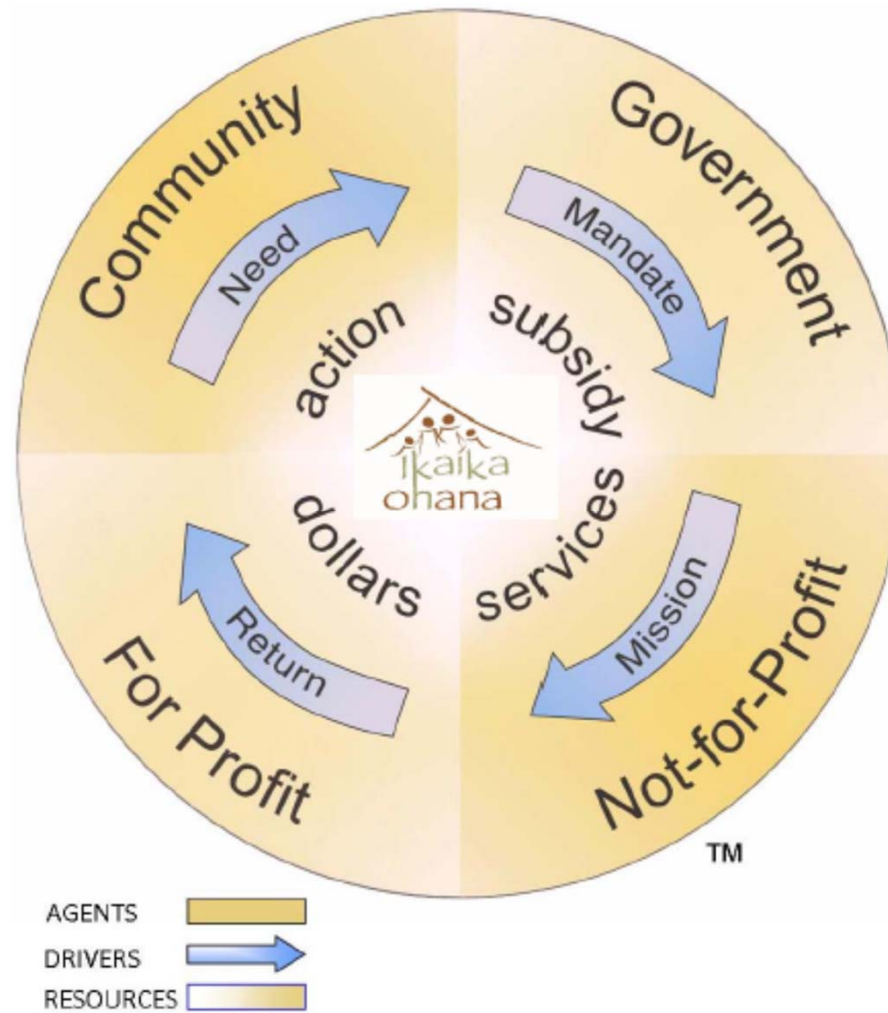 Community
Government
Need
Mandate
action
subsidy
ikaika
ohana
dollars
services
Return
Mission
For Profit
Not-for-Profit
TM
AGENTS
DRIVERS
RESOURCES